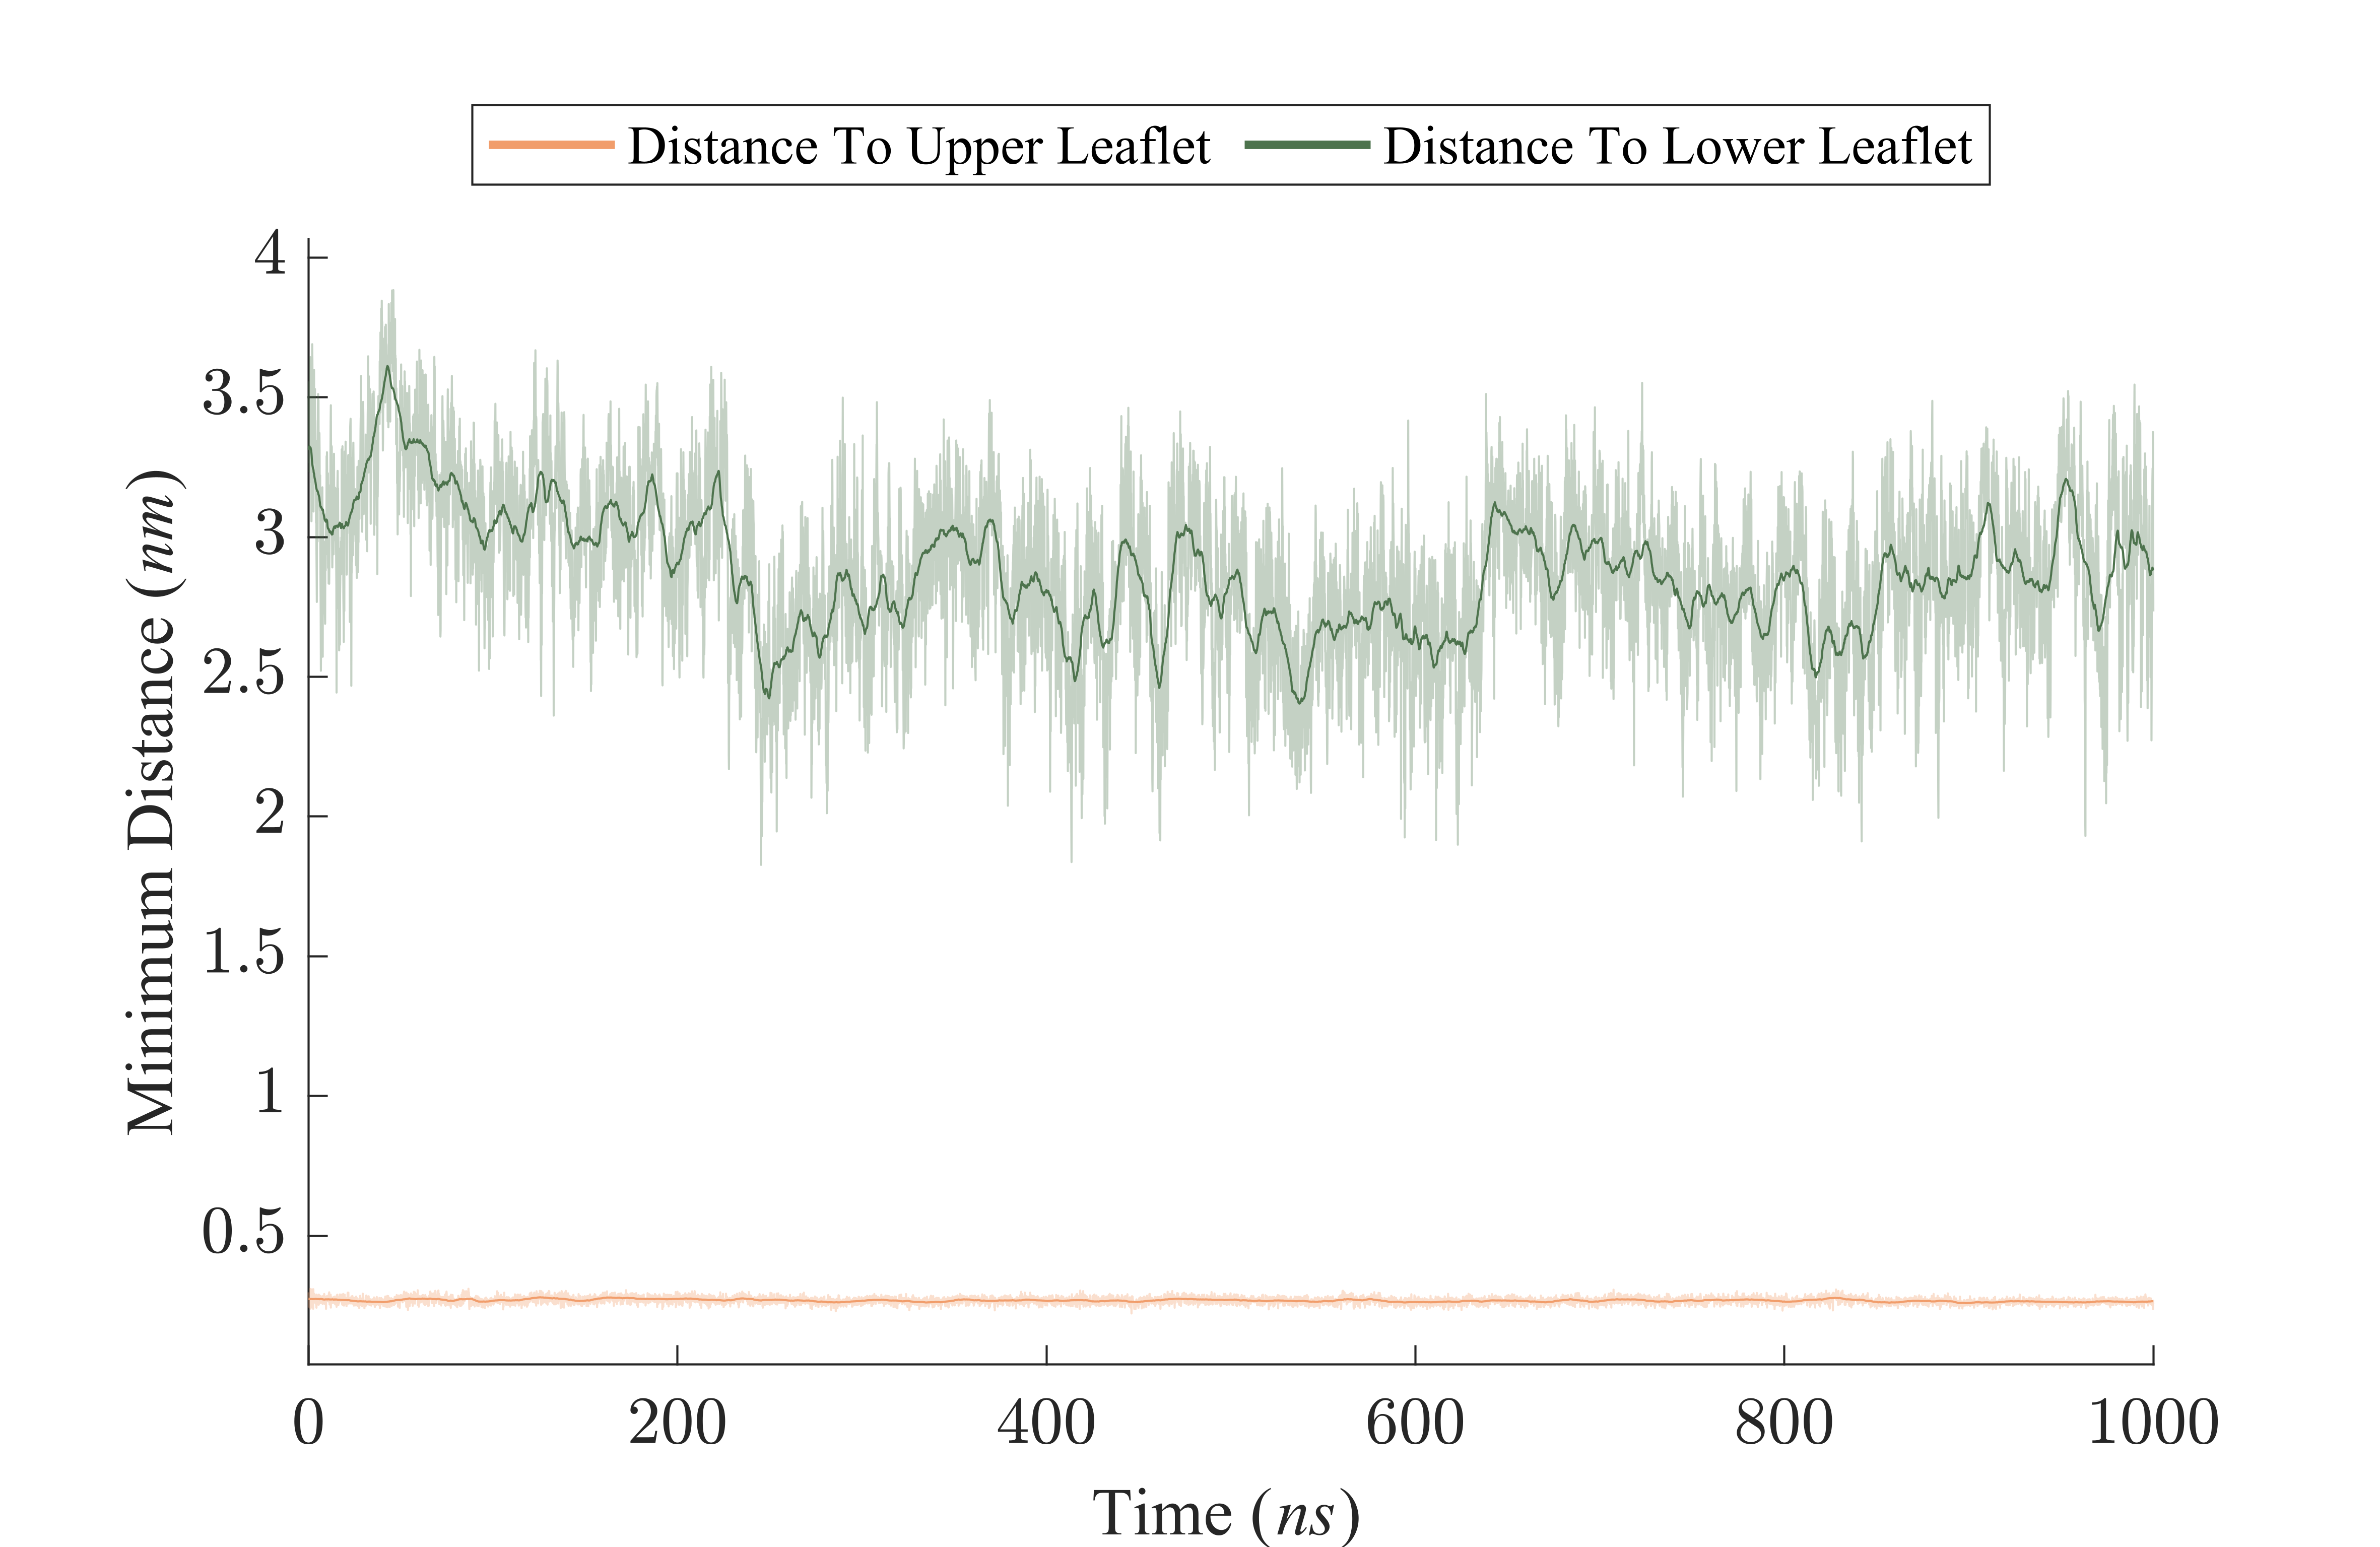 Distance To Upper Leaflet Distance To Lower Leaflet
4
3.5
3
2.5
2
1.5
1
0.5
Minimum Distance (nm)
0 200 400 600 800 1000
Time (ns)